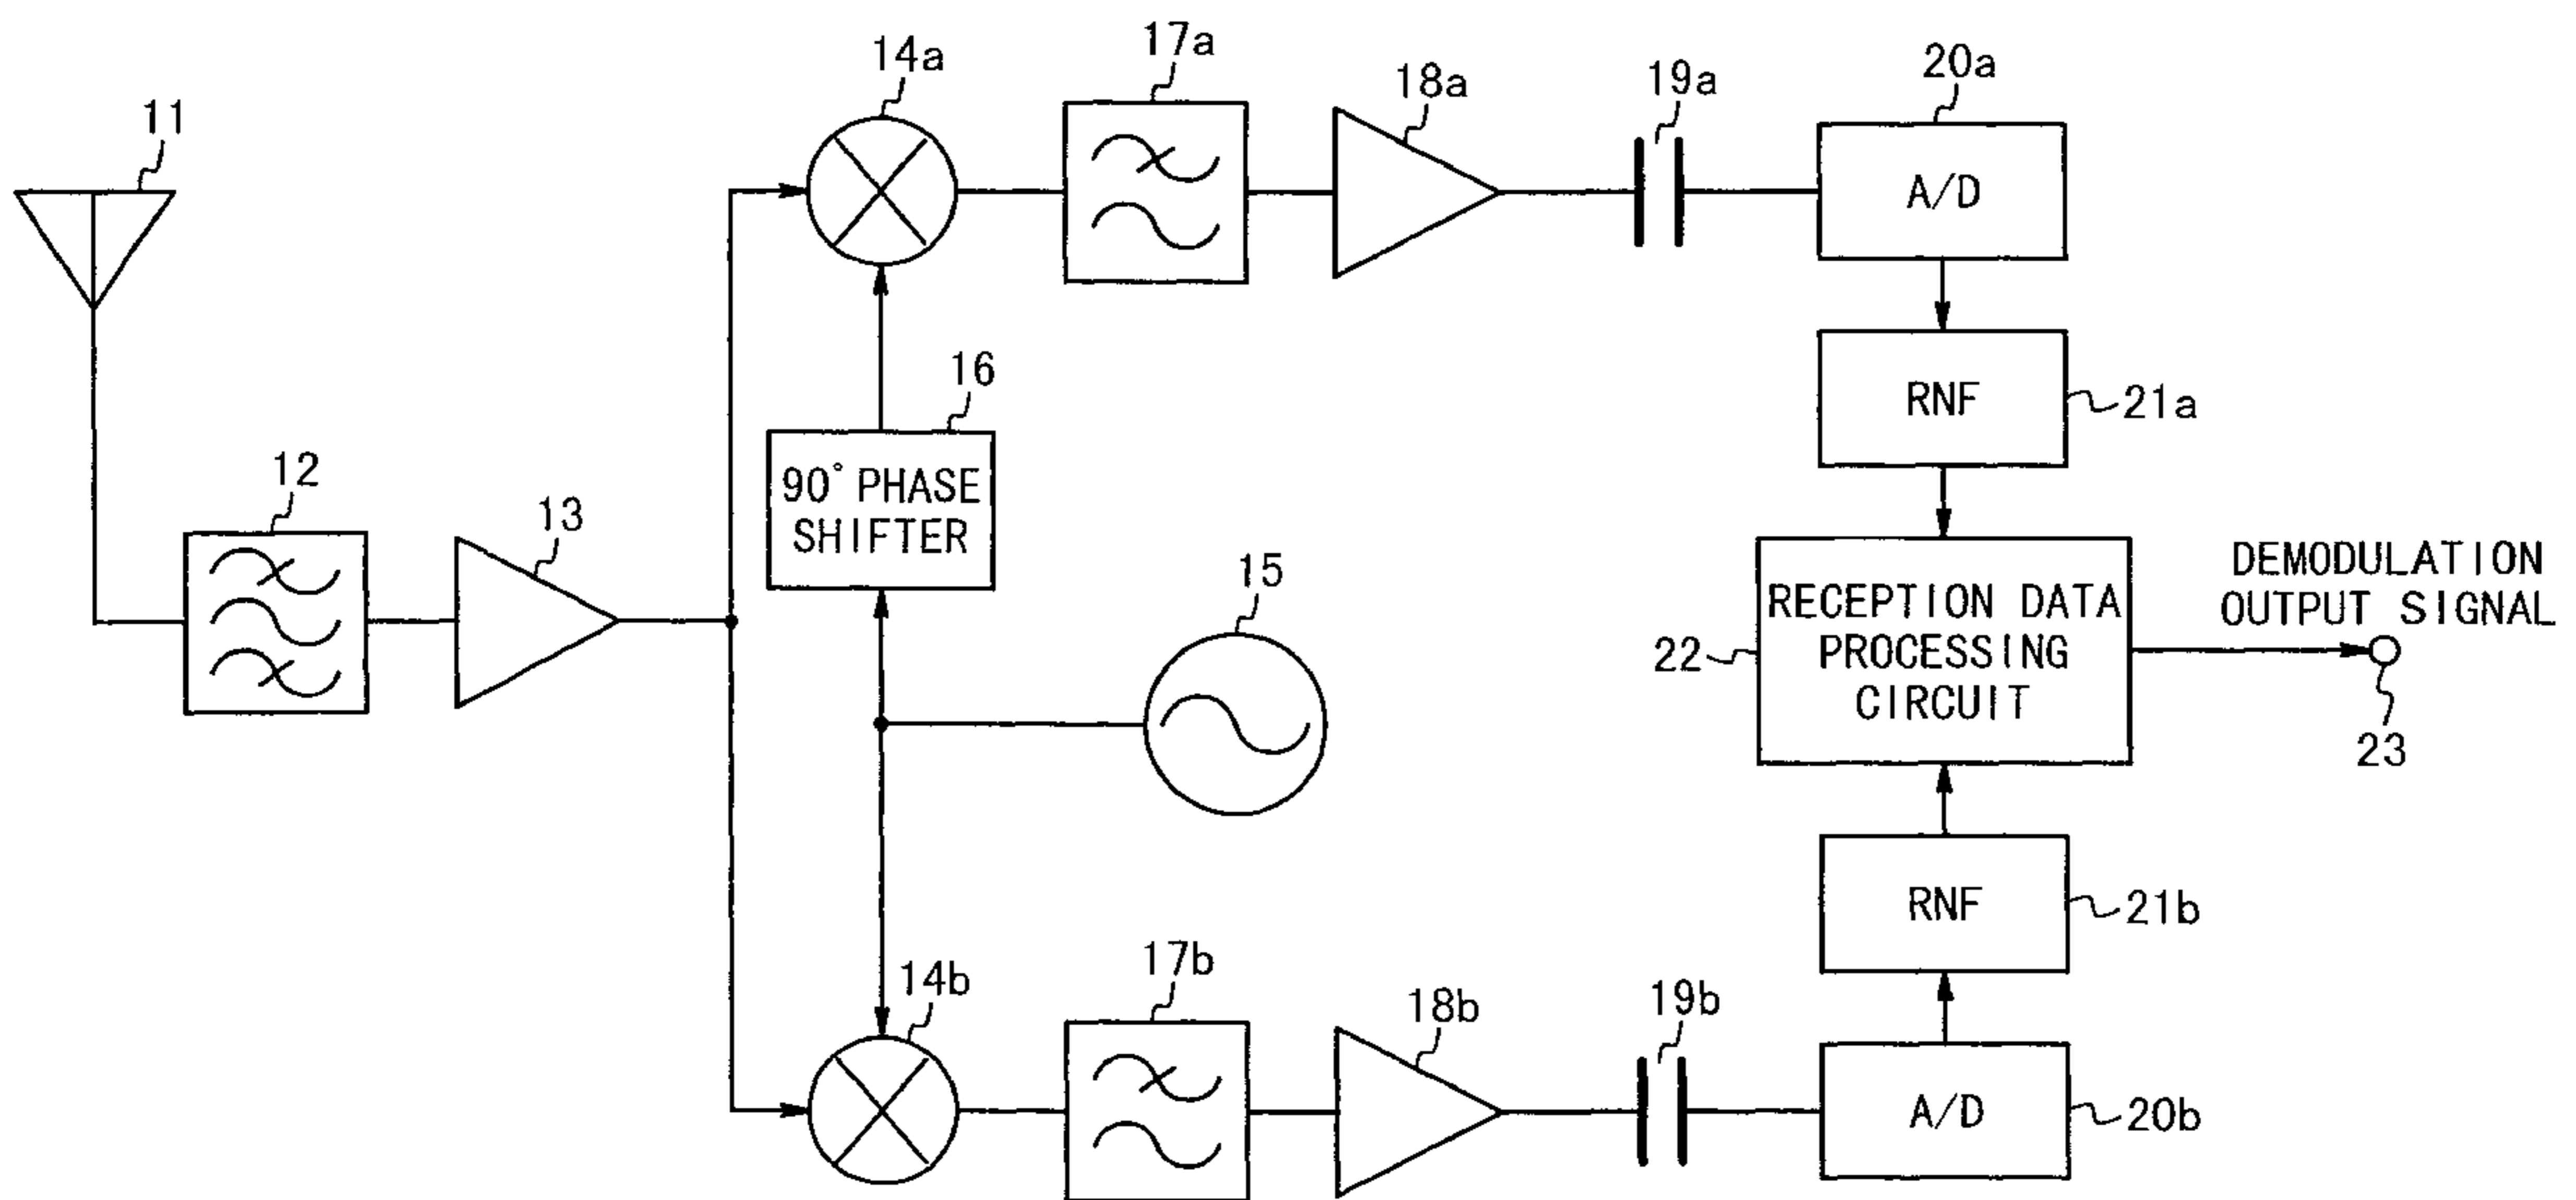 11
12
13
14a
17a
18a
19a
20a
A/D
RNF
21a
16
90° PHASE
SHIFTER
15
RECEPTION DATA
PROCESSING
CIRCUIT
22
DEMODULATION
OUTPUT SIGNAL
23
RNF
21b
14b
17b
18b
19b
A/D
20b